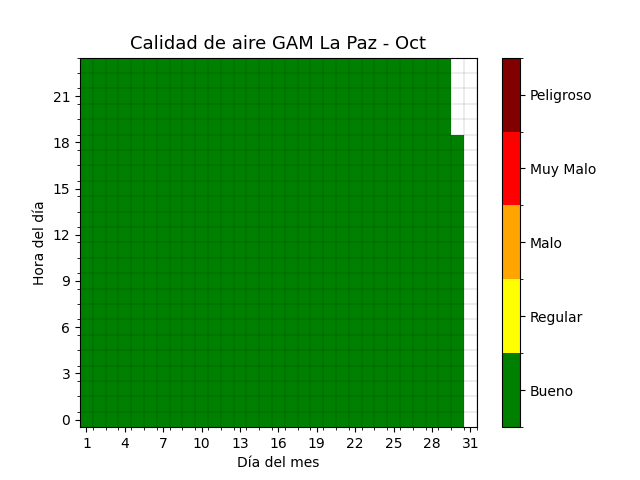 Calidad de aire GAM La Paz - Oct
Hora del día
21
18
15
12
9
6
3
0
1 4 7 10 13 16 19 22 25 28 31
Día del mes
Peligroso
Muy Malo
Malo
Regular
Bueno